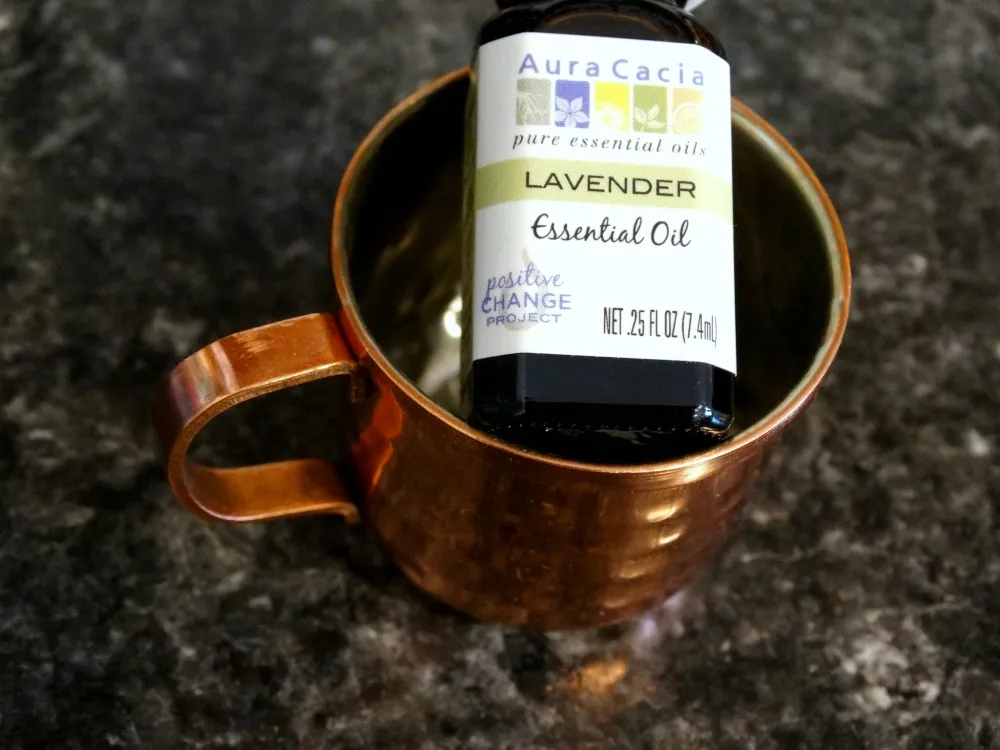 Aura Cacia
pure essential oils
LAVENDER
Essential Oil
positive
CHANGE
PROJECT
NET .25 FL OZ (7.4mL)